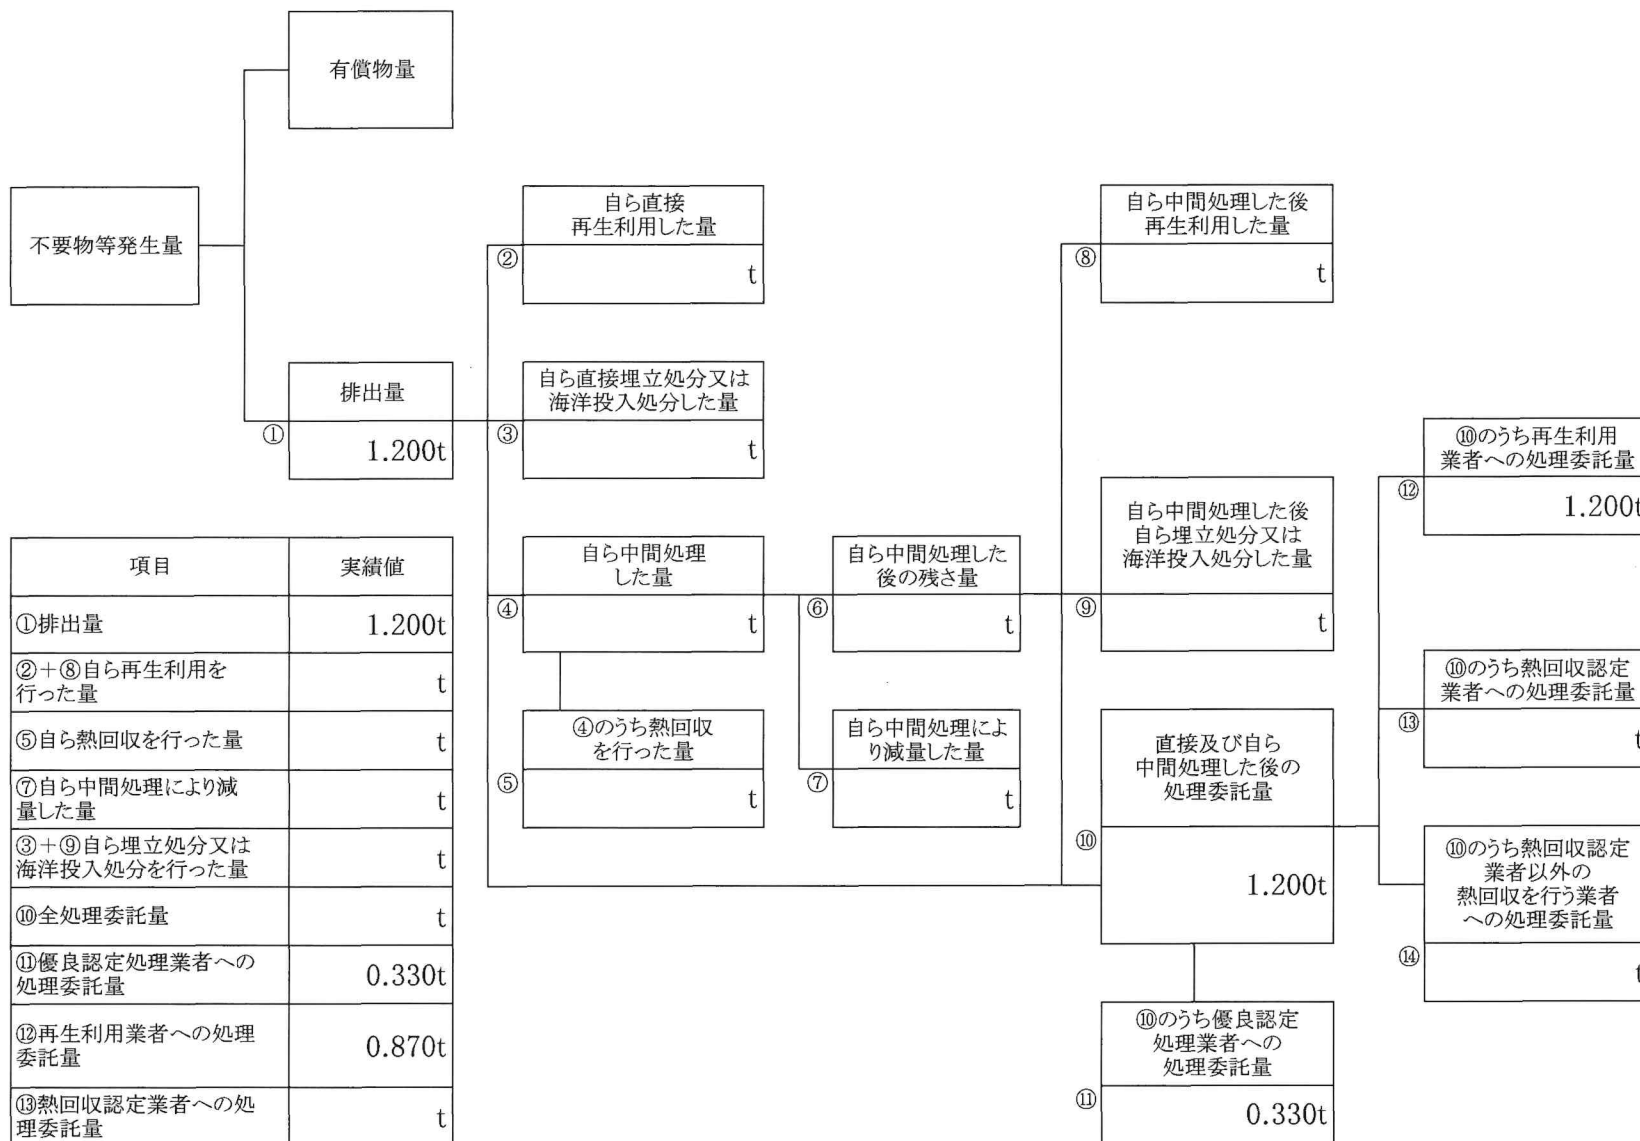 有償物量
不要物等発生量
自ら直接
再生利用した量
②
t
自ら中間処理した後
再生利用した量
⑧
t
排出量
①
1.200t
自ら直接埋立処分又は
海洋投入処分した量
③
t
⑩のうち再生利用
業者への処理委託量
⑫
1.200t
自ら中間処理
した量
④
t
自ら中間処理した
後の残さ量
⑥
t
自ら中間処理した後
自ら埋立処分又は
海洋投入処分した量
⑨
t
⑩のうち熱回収認定
業者への処理委託量
⑬
t
④のうち熱回収
を行った量
⑤
t
自ら中間処理によ
り減量した量
⑦
t
直接及び自ら
中間処理した後の
処理委託量
⑩
1.200t
⑩のうち熱回収認定
業者以外の
熱回収を行う業者
への処理委託量
⑭
t
⑩のうち優良認定
処理業者への
処理委託量
⑪
0.330t
項目 実績値
①排出量 1.200t
②+⑧自ら再生利用を
行った量 t
⑤自ら熱回収を行った量 t
⑦自ら中間処理により減
量した量 t
③+⑨自ら埋立処分又は
海洋投入処分を行った量 t
⑩全処理委託量 t
⑪優良認定処理業者への
処理委託量 0.330t
⑫再生利用業者への処理
委託量 0.870t
⑬熱回収認定業者への処
理委託量 t